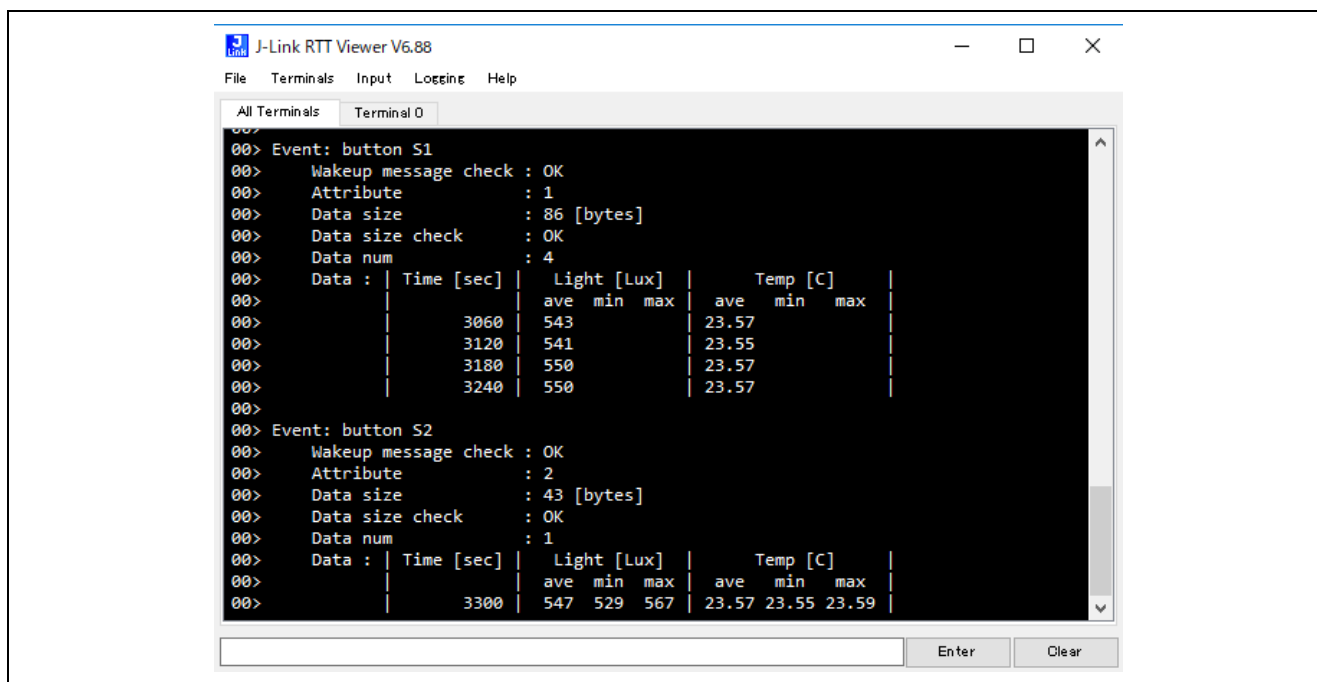 J-Link RTT Viewer V6.88
File Terminals Input Logging Help
All Terminals Terminal 0
00>
00> Event: button S1
00>     Wakeup message check : OK
00>     Attribute            : 1
00>     Data size            : 86 [bytes]
00>     Data size check      : OK
00>     Data num             : 4
00>     Data : | Time [sec] |   Light [Lux]  |      Temp [C]      |
00>            |            |  ave  min  max |  ave   min   max   |
00>            |       3060 |  543           | 23.57              |
00>            |       3120 |  541           | 23.55              |
00>            |       3180 |  550           | 23.57              |
00>            |       3240 |  550           | 23.57              |
00>
00> Event: button S2
00>     Wakeup message check : OK
00>     Attribute            : 2
00>     Data size            : 43 [bytes]
00>     Data size check      : OK
00>     Data num             : 1
00>     Data : | Time [sec] |   Light [Lux]  |      Temp [C]      |
00>            |            |  ave  min  max |  ave   min   max   |
00>            |       3300 |  547  529  567 | 23.57 23.55 23.59 |
Enter Clear